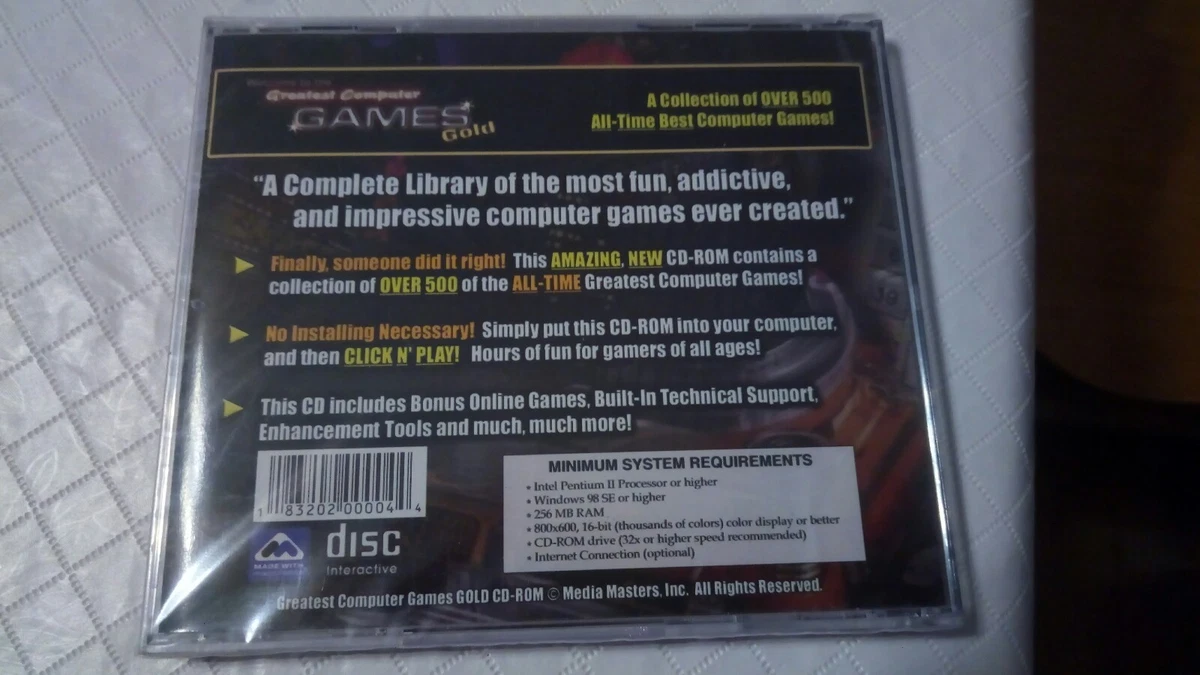 Welcome to the
Greatest Computer
GAMES
Gold
A Collection of OVER 500
All-Time Best Computer Games!
“A Complete Library of the most fun, addictive,
and impressive computer games ever created.”
Finally, someone did it right! This AMAZING, NEW CD-ROM contains a
collection of OVER 500 of the ALL-TIME Greatest Computer Games!
No Installing Necessary! Simply put this CD-ROM into your computer,
and then CLICK N' PLAY! Hours of fun for gamers of all ages!
This CD includes Bonus Online Games, Built-In Technical Support,
Enhancement Tools and much, much more!
1 83202 00004 4
MADE WITH
disc
Interactive
MINIMUM SYSTEM REQUIREMENTS
• Intel Pentium II Processor or higher
• Windows 98 SE or higher
• 256 MB RAM
• 800x600, 16-bit (thousands of colors) color display or better
• CD-ROM drive (32x or higher speed recommended)
• Internet Connection (optional)
Greatest Computer Games GOLD CD-ROM © Media Masters, Inc. All Rights Reserved.